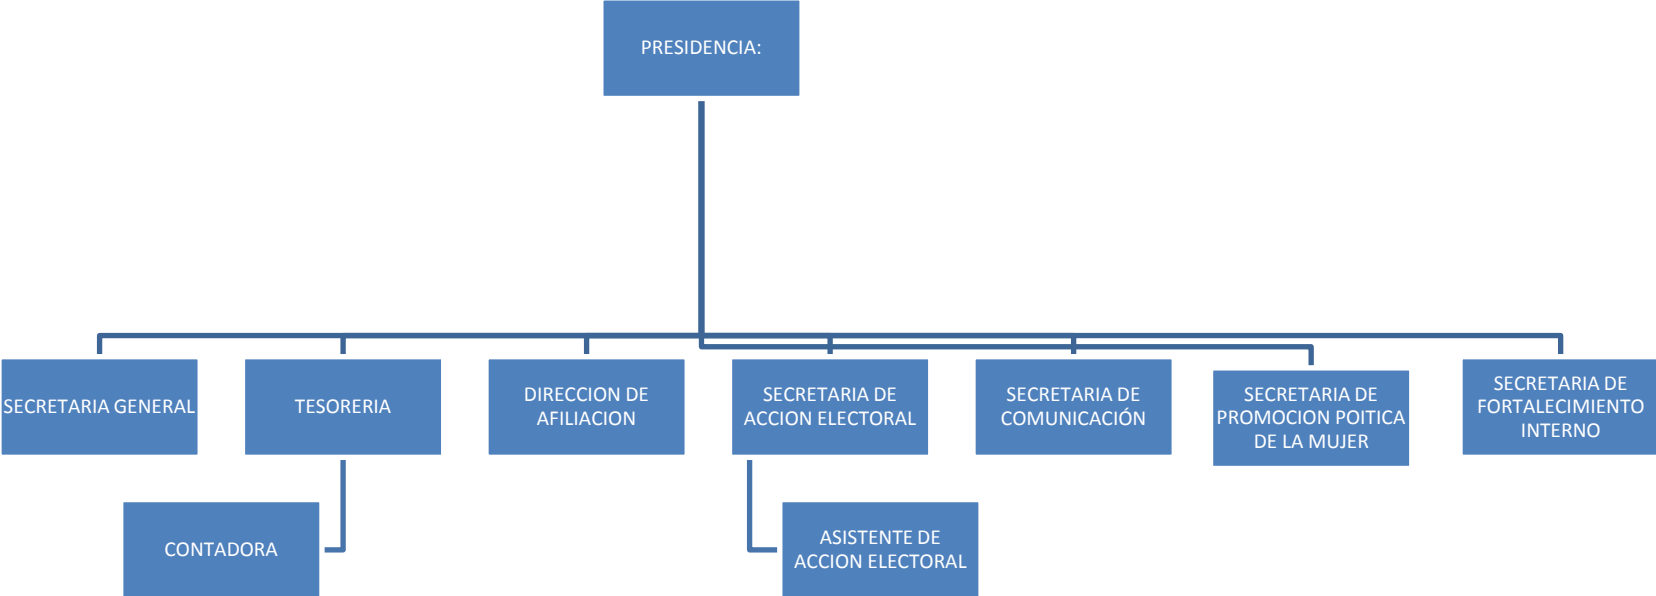 PRESIDENCIA:
SECRETARIA GENERAL
TESORERIA
DIRECCION DE
AFILIACION
SECRETARIA DE
ACCION ELECTORAL
SECRETARIA DE
COMUNICACIÓN
SECRETARIA DE
PROMOCION POITICA
DE LA MUJER
SECRETARIA DE
FORTALECIMIENTO
INTERNO
CONTADORA
ASISTENTE DE
ACCION ELECTORAL